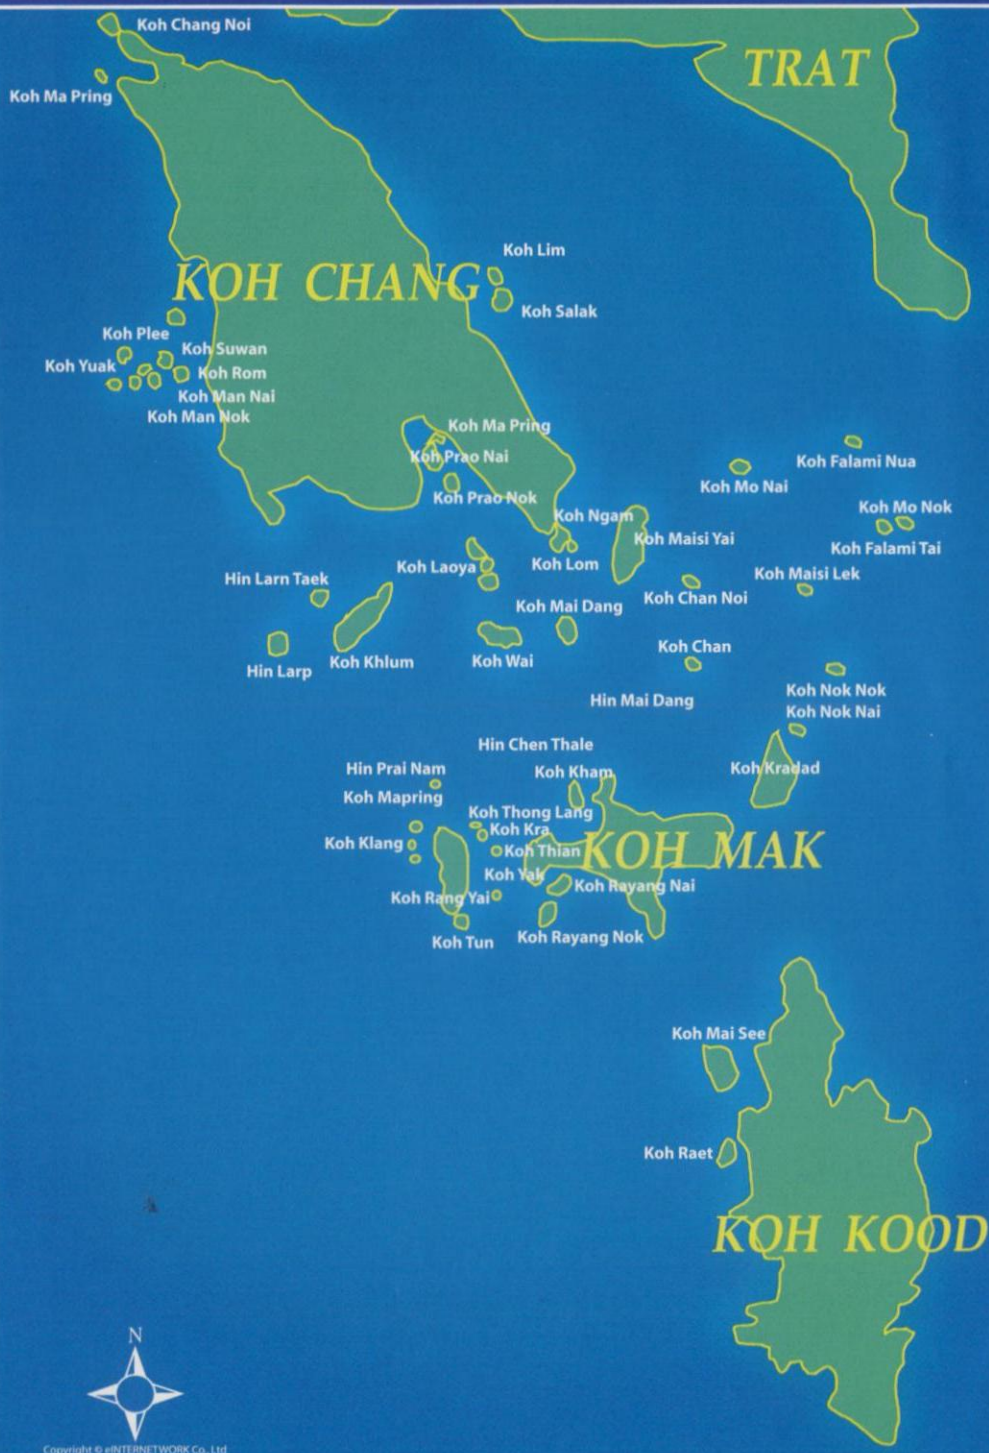 Koh Chang Noi
TRAT
Koh Ma Pring
Koh Lim
KOH CHANG
Koh Salak
Koh Plee
Koh Suwan
Koh Yuak
Koh Rom
Koh Man Nai
Koh Man Nok
Koh Ma Pring
Koh Prao Nai
Koh Falami Nua
Koh Mo Nai
Koh Prao Nok
Koh Mo Nok
Koh Ngam
Koh Maisi Yai
Koh Falami Tai
Koh Laoya
Koh Lom
Koh Maisi Lek
Hin Larn Taek
Koh Chan Noi
Koh Mai Dang
Koh Chan
Koh Wai
Koh Khlum
Hin Larp
Koh Nok Nok
Hin Mai Dang
Koh Nok Nai
Hin Chen Thale
Hin Prai Nam
Koh Kham
Koh Kradad
Koh Mapring
Koh Thong Lang
Koh Kra
Koh Klang
Koh Thian
KOH MAK
Koh Yak
Koh Rayang Nai
Koh Rang Yai
Koh Tun
Koh Rayang Nok
Koh Mai See
Koh Raet
KOH KOOD
N
Copyright © eINTERNETWORK Co., Ltd